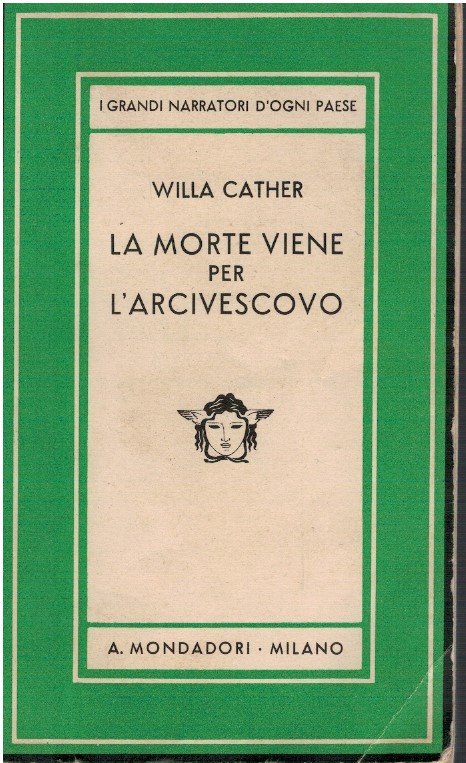 I GRANDI NARRATORI D'OGNI PAESE
WILLA CATHER
LA MORTE VIENE
PER
L'ARCIVESCOVO
A. MONDADORI · MILANO